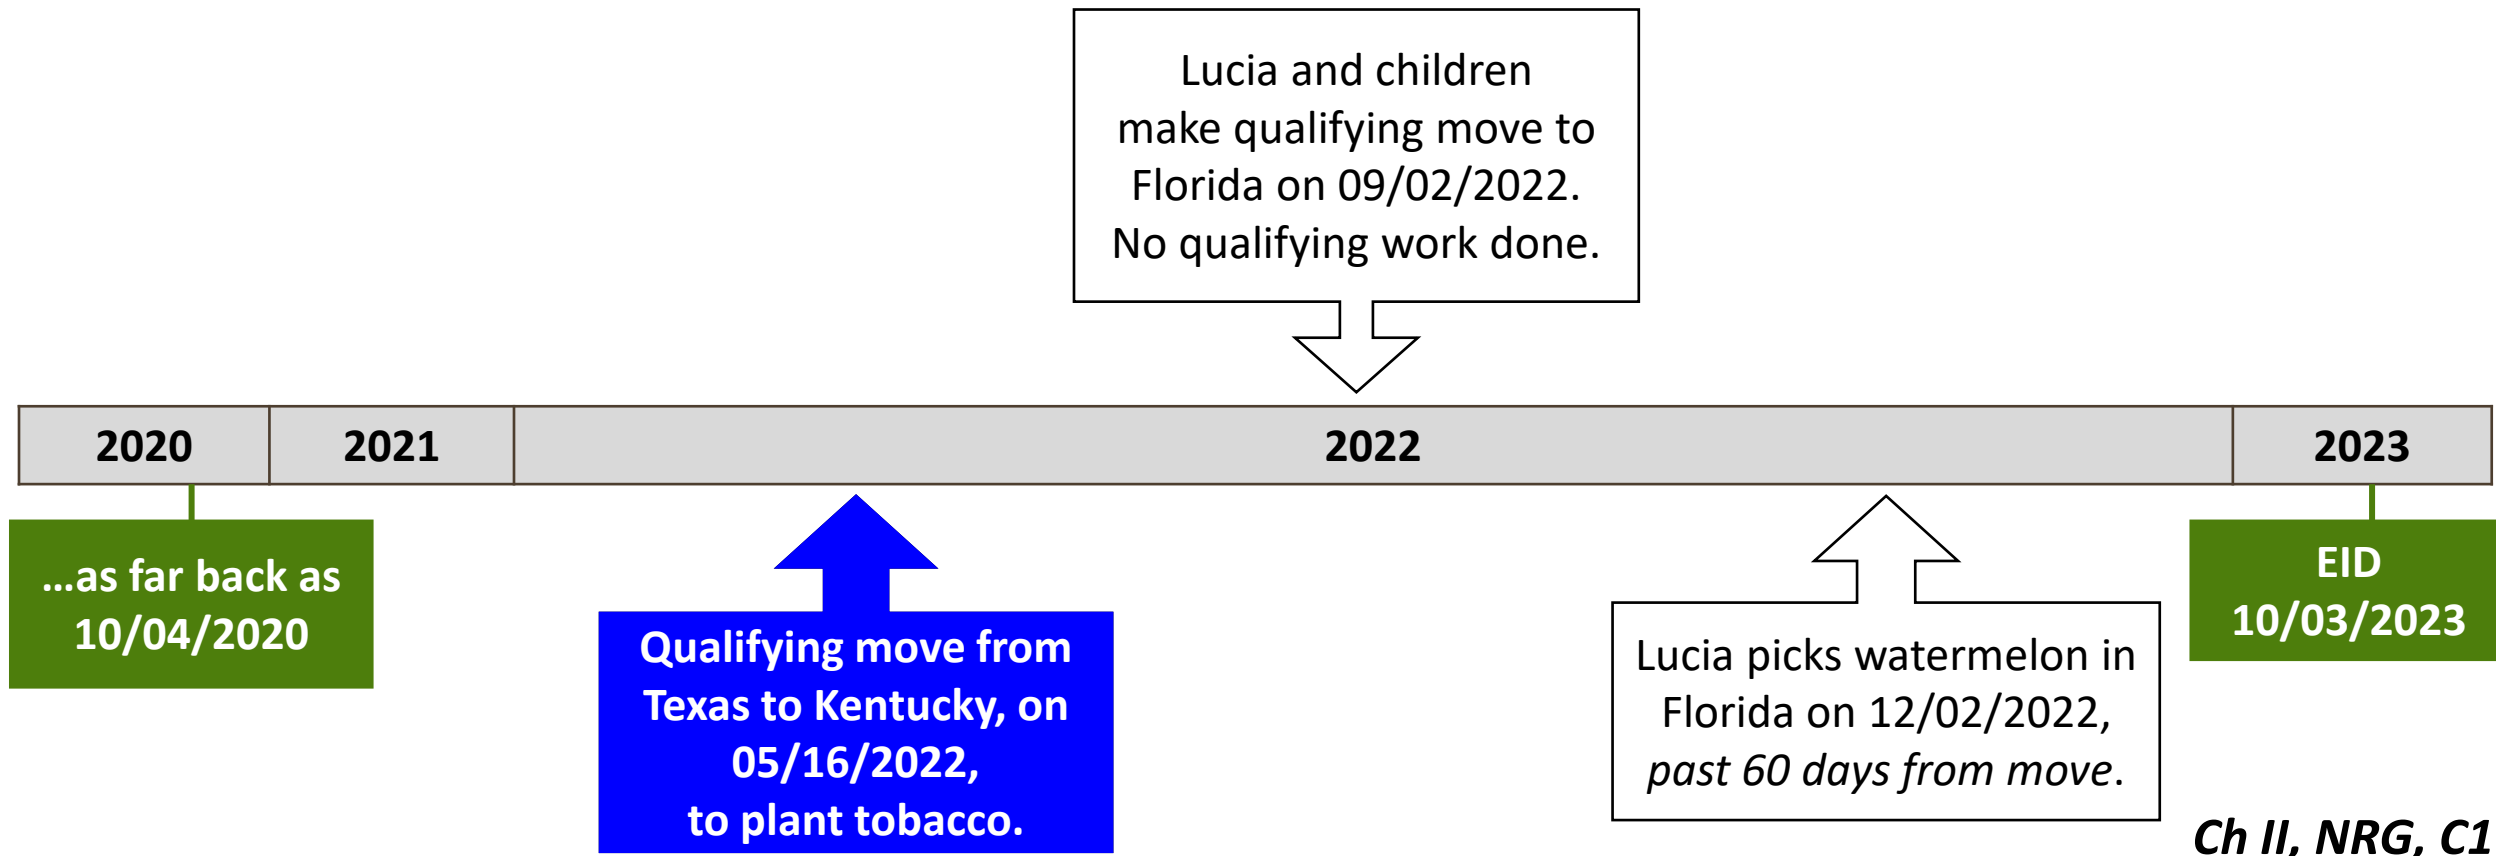 Lucia and children
make qualifying move to
Florida on 09/02/2022.
No qualifying work done.
2020
2021
2022
2023
...as far back as
10/04/2020
Qualifying move from
Texas to Kentucky, on
05/16/2022,
to plant tobacco.
Lucia picks watermelon in
Florida on 12/02/2022,
past 60 days from move.
EID
10/03/2023
Ch II, NRG, C1